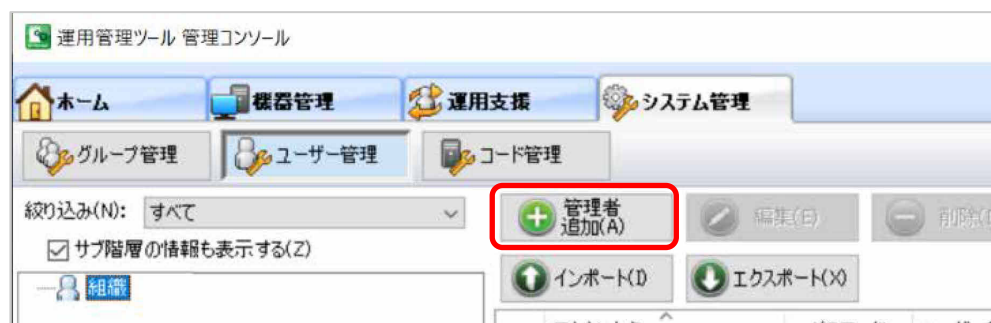 運用管理ツール 管理コンソール
ホーム
機器管理
運用支援
システム管理
グループ管理
ユーザー管理
コード管理
絞り込み(N):
すべて
管理者
追加(A)
編集(E)
サブ階層の情報も表示する(Z)
組織
インポート(I)
エクスポート(X)